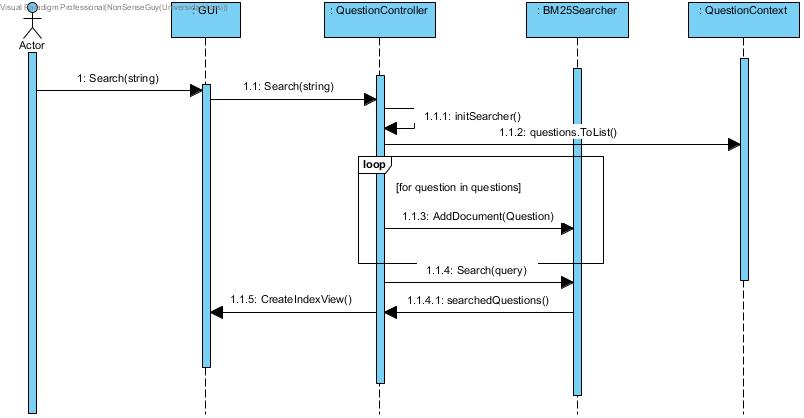 Visual Paradigm Professional(NonSenseGuy(Univers
: GUI
: QuestionController
: BM25Searcher
: QuestionContext
Actor
1: Search(string)
1.1: Search(string)
1.1.1: initSearcher()
1.1.2: questions.ToList()
loop
[for question in questions]
1.1.3: AddDocument(Question)
1.1.4: Search(query)
1.1.5: CreateIndexView()
1.1.4.1: searchedQuestions()